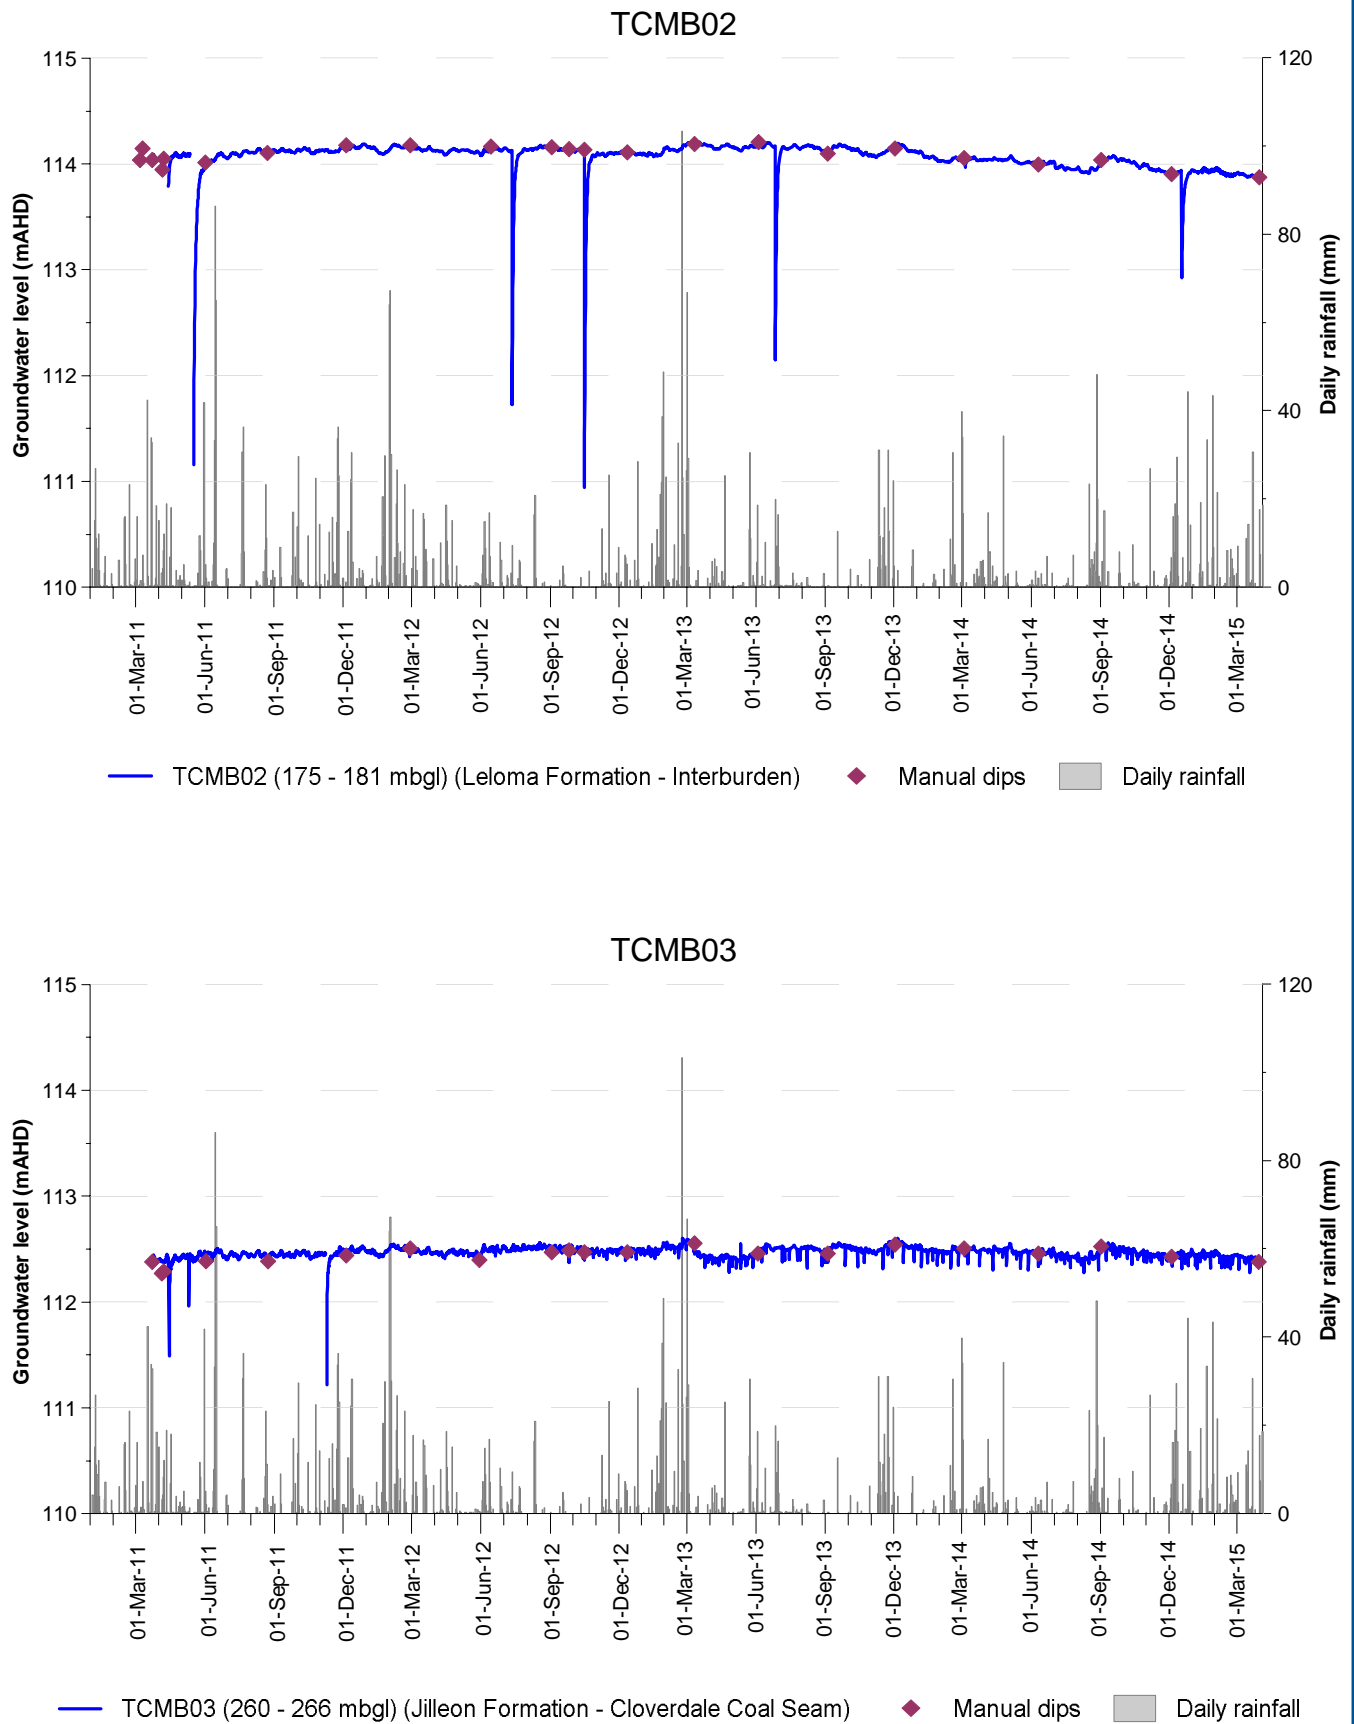 TCMB02
115
114
113
112
111
110
Groundwater level (mAHD)
120
80
40
0
Daily rainfall (mm)
01-Mar-11
01-Jun-11
01-Sep-11
01-Dec-11
01-Mar-12
01-Jun-12
01-Sep-12
01-Dec-12
01-Mar-13
01-Jun-13
01-Sep-13
01-Dec-13
01-Mar-14
01-Jun-14
01-Sep-14
01-Dec-14
01-Mar-15
TCMB02 (175 - 181 mbgl) (Leloma Formation - Interburden)
Manual dips
Daily rainfall
TCMB03
115
114
113
112
111
110
Groundwater level (mAHD)
120
80
40
0
Daily rainfall (mm)
01-Mar-11
01-Jun-11
01-Sep-11
01-Dec-11
01-Mar-12
01-Jun-12
01-Sep-12
01-Dec-12
01-Mar-13
01-Jun-13
01-Sep-13
01-Dec-13
01-Mar-14
01-Jun-14
01-Sep-14
01-Dec-14
01-Mar-15
TCMB03 (260 - 266 mbgl) (Jilleon Formation - Cloverdale Coal Seam)
Manual dips
Daily rainfall